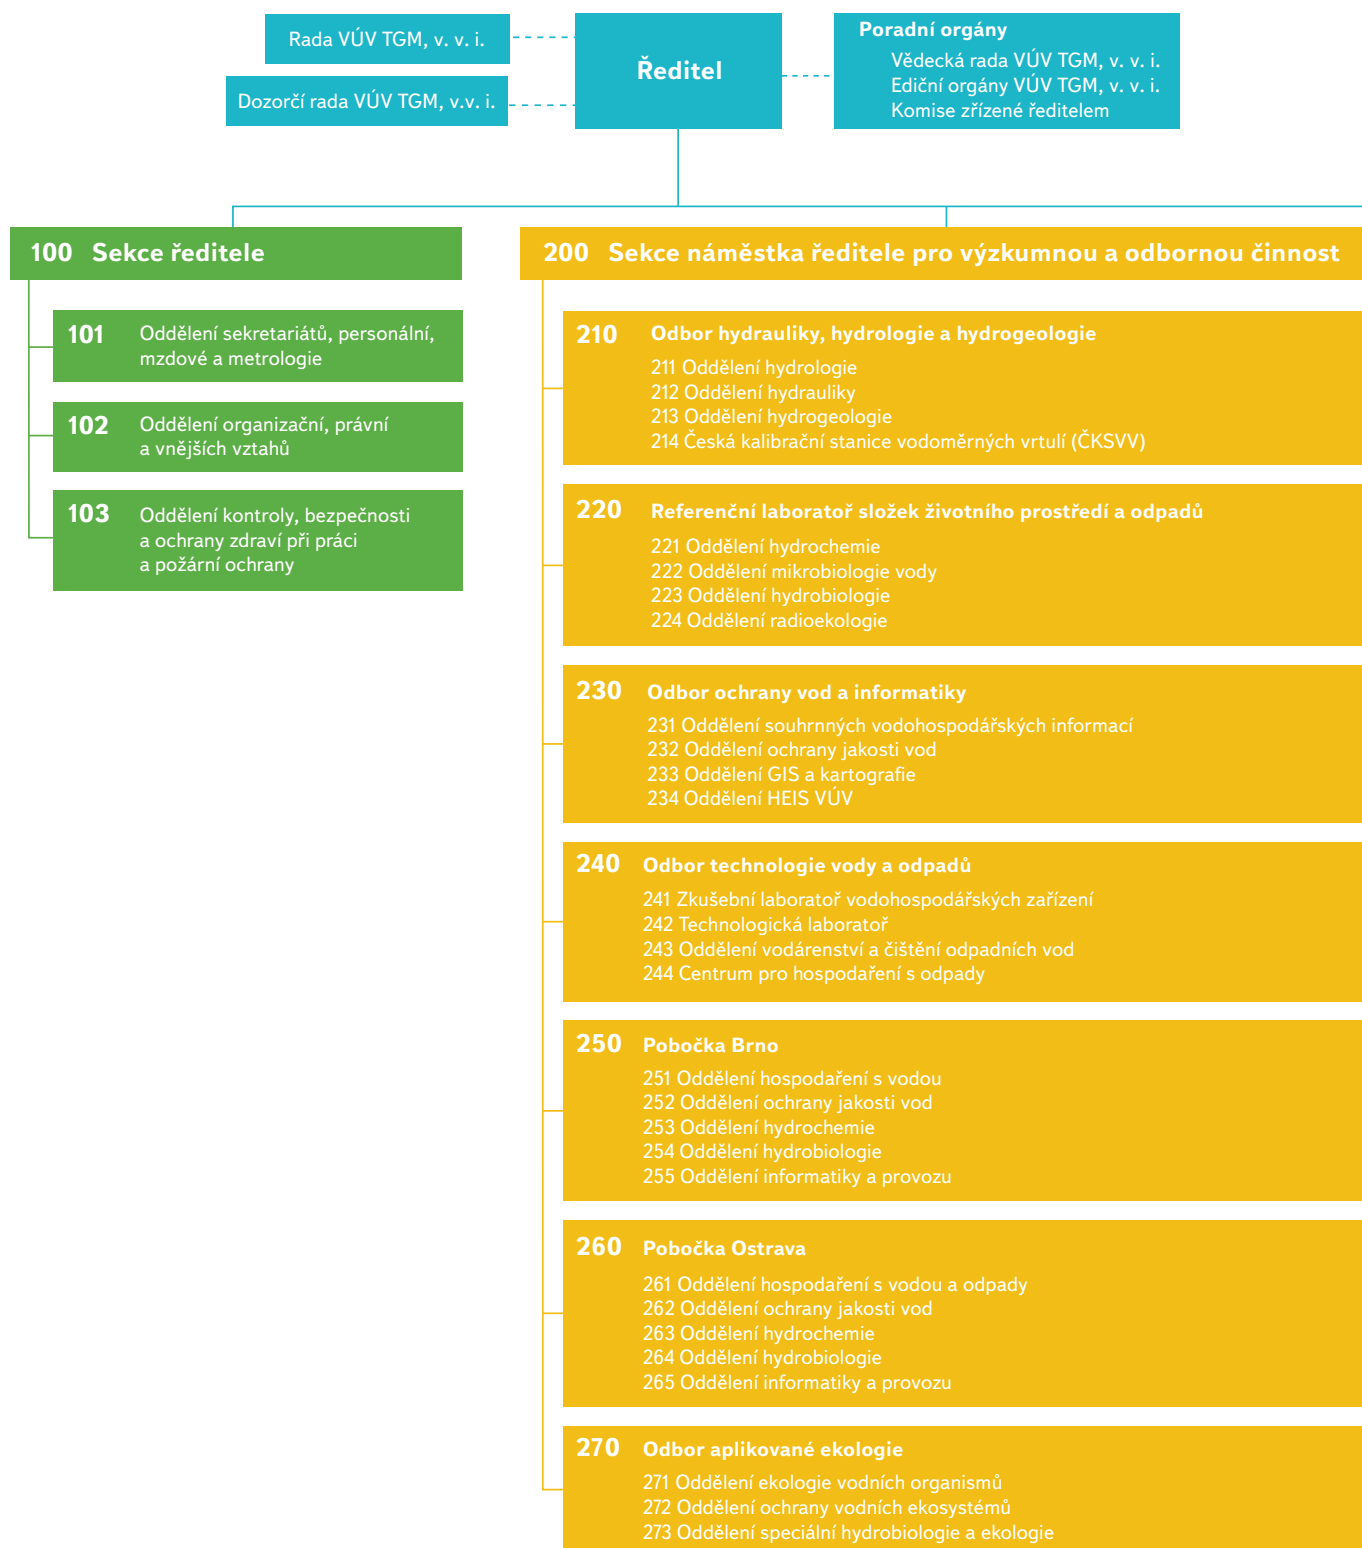 Rada VÚV TGM, v. v. i.
Dozorčí rada VÚV TGM, v.v. i.
Ředitel
Poradní orgány
Vědecká rada VÚV TGM, v. v. i.
Ediční orgány VÚV TGM, v. v. i.
Komise zřízené ředitelem
100 Sekce ředitele
101 Oddělení sekretariátů, personální,
mzdové a metrologie
102 Oddělení organizační, právní
a vnějších vztahů
103 Oddělení kontroly, bezpečnosti
a ochrany zdraví při práci
a požární ochrany
200 Sekce náměstka ředitele pro výzkumnou a odbornou činnost
210 Odbor hydrauliky, hydrologie a hydrogeologie
211 Oddělení hydrologie
212 Oddělení hydrauliky
213 Oddělení hydrogeologie
214 Česká kalibrační stanice vodoměrných vrtulí (ČKSVV)
220 Referenční laboratoř složek životního prostředí a odpadů
221 Oddělení hydrochemie
222 Oddělení mikrobiologie vody
223 Oddělení hydrobiologie
224 Oddělení radioekologie
230 Odbor ochrany vod a informatiky
231 Oddělení souhrnných vodohospodářských informací
232 Oddělení ochrany jakosti vod
233 Oddělení GIS a kartografie
234 Oddělení HEIS VÚV
240 Odbor technologie vody a odpadů
241 Zkušební laboratoř vodohospodářských zařízení
242 Technologická laboratoř
243 Oddělení vodárenství a čištění odpadních vod
244 Centrum pro hospodaření s odpady
250 Pobočka Brno
251 Oddělení hospodaření s vodou
252 Oddělení ochrany jakosti vod
253 Oddělení hydrochemie
254 Oddělení hydrobiologie
255 Oddělení informatiky a provozu
260 Pobočka Ostrava
261 Oddělení hospodaření s vodou a odpady
262 Oddělení ochrany jakosti vod
263 Oddělení hydrochemie
264 Oddělení hydrobiologie
265 Oddělení informatiky a provozu
270 Odbor aplikované ekologie
271 Oddělení ekologie vodních organismů
272 Oddělení ochrany vodních ekosystémů
273 Oddělení speciální hydrobiologie a ekologie